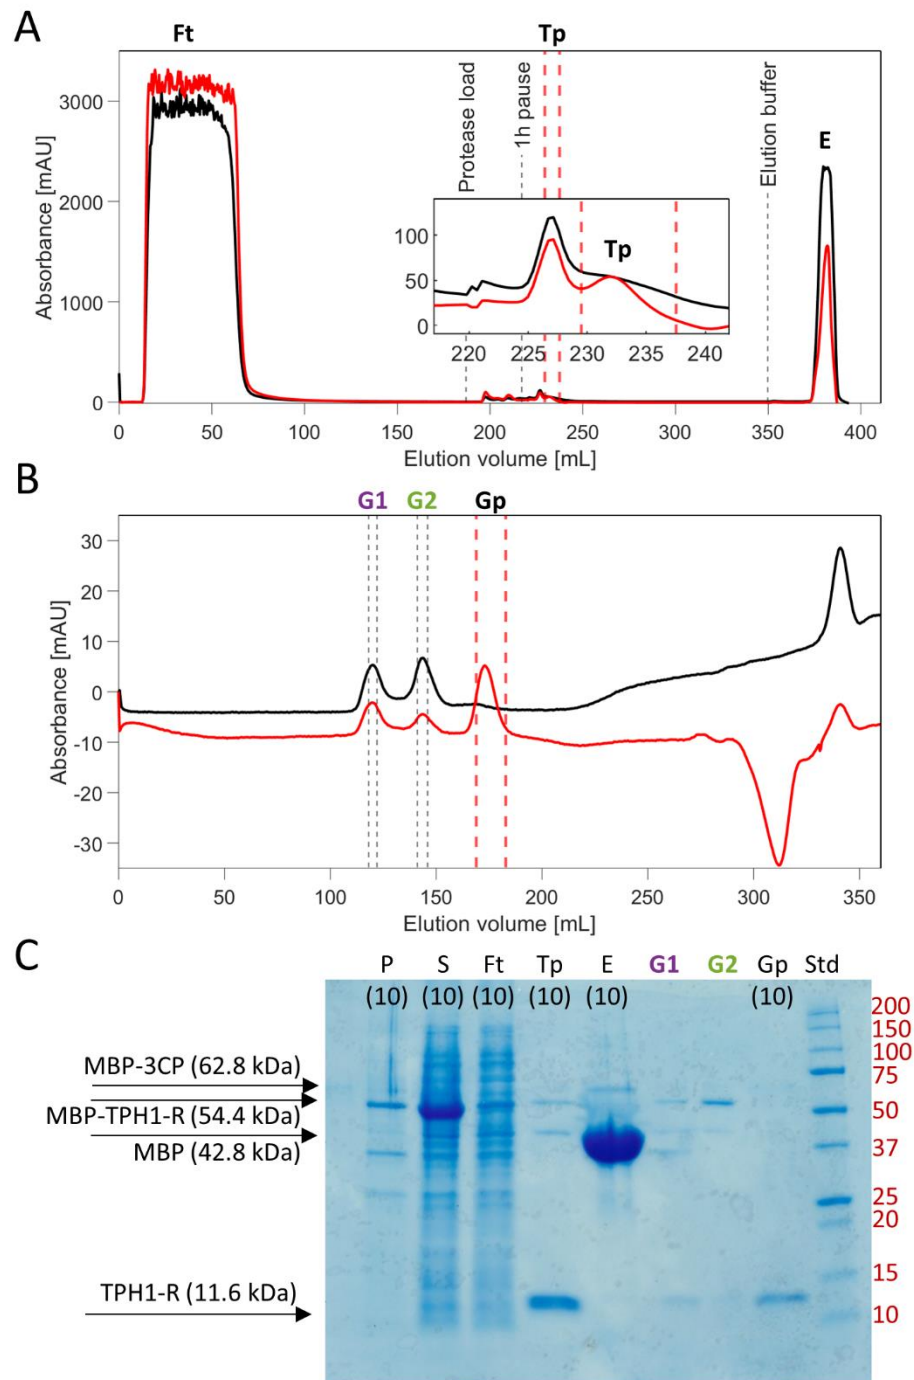 A
Ft
Tp
3000
2000
1000
0
Absorbance [mAU]
Protease load
1h pause
Elution buffer
E
100
50
0
Tp
220 225 230 235 240
0 50 100 150 200 250 300 350 400
Elution volume [mL]
B
G1 G2 Gp
30
20
10
0
-10
-20
-30
Absorbance [mAU]
0 50 100 150 200 250 300 350
Elution volume [mL]
C
P S Ft Tp E G1 G2 Gp Std
(10) (10) (10) (10) (10) (10)
MBP-3CP (62.8 kDa)
MBP-TPH1-R (54.4 kDa)
MBP (42.8 kDa)
TPH1-R (11.6 kDa)
200
150
100
75
50
37
25
20
15
10